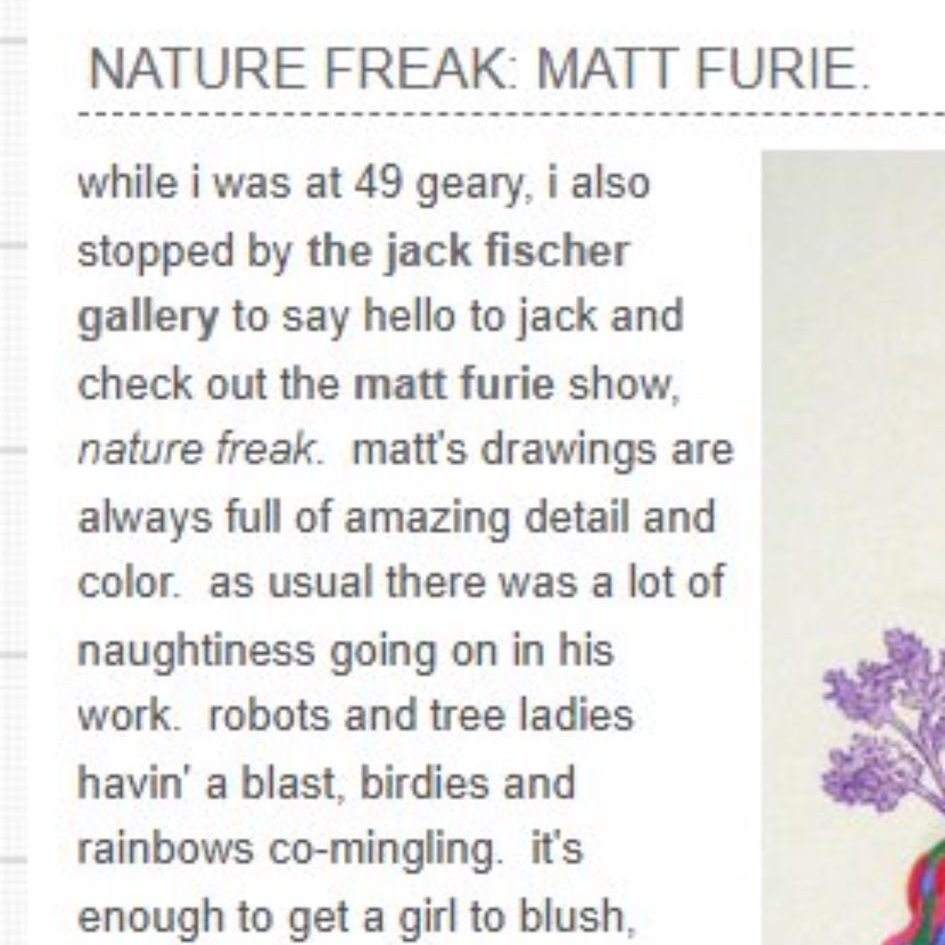 NATURE FREAK: MATT FURIE.
while i was at 49 geary, i also
stopped by the jack fischer
gallery to say hello to jack and
check out the matt furie show,
nature freak.  matt's drawings are
always full of amazing detail and
color.  as usual there was a lot of
naughtiness going on in his
work.  robots and tree ladies
havin' a blast, birdies and
rainbows co-mingling.  it's
enough to get a girl to blush,